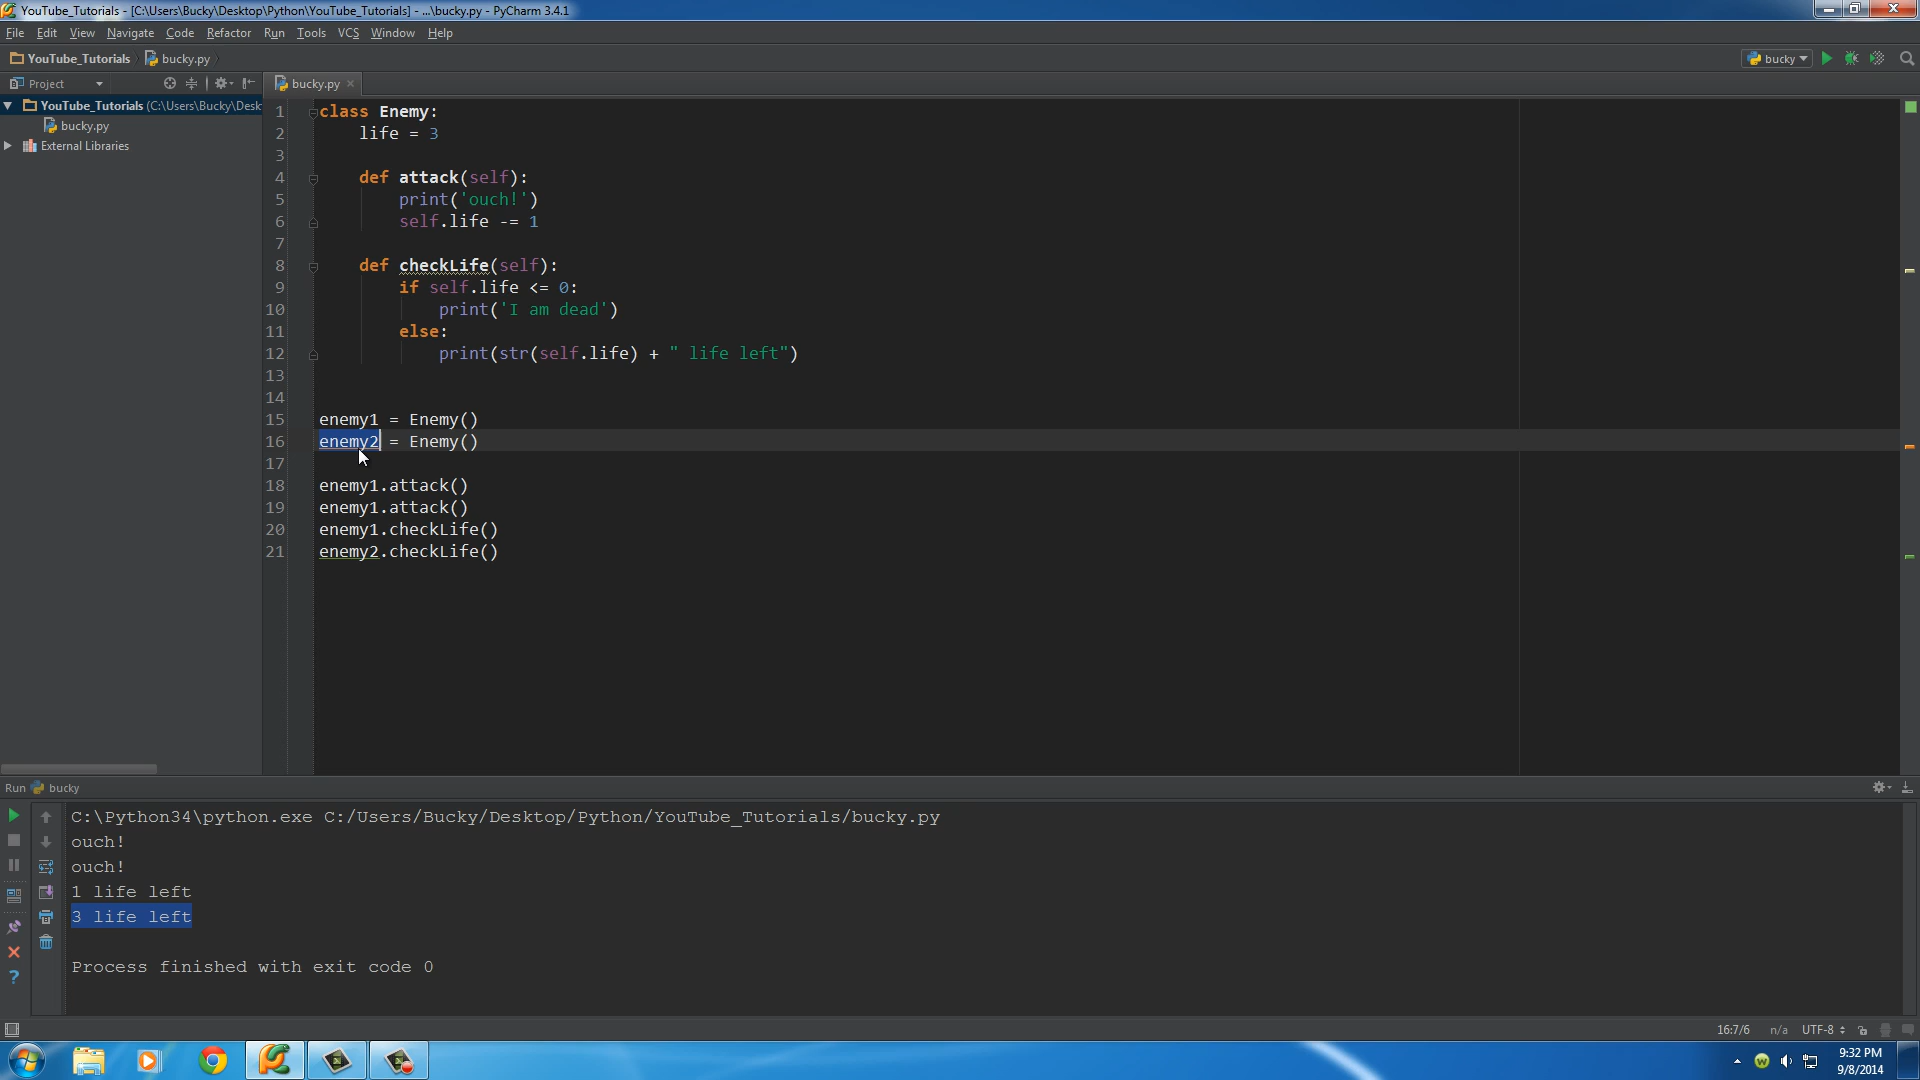 YouTube_Tutorials - [C:\Users\Bucky\Desktop\Python\YouTube_Tutorials] - ...\bucky.py - PyCharm 3.4.1
File Edit View Navigate Code Refactor Run Tools VCS Window Help
YouTube_Tutorials bucky.py bucky
Project bucky.py
YouTube_Tutorials (C:\Users\Bucky\Desk
bucky.py
External Libraries
1 class Enemy:
2 life = 3
3
4 def attack(self):
5 print('ouch!')
6 self.life -= 1
7
8 def checkLife(self):
9 if self.life <= 0:
10 print('I am dead')
11 else:
12 print(str(self.life) + " life left")
13
14
15 enemy1 = Enemy()
16 enemy2 = Enemy()
17
18 enemy1.attack()
19 enemy1.attack()
20 enemy1.checkLife()
21 enemy2.checkLife()
Run bucky
C:\Python34\python.exe C:/Users/Bucky/Desktop/Python/YouTube_Tutorials/bucky.py
ouch!
ouch!
1 life left
3 life left
Process finished with exit code 0
16:7/6 n/a UTF-8
9:32 PM
9/8/2014